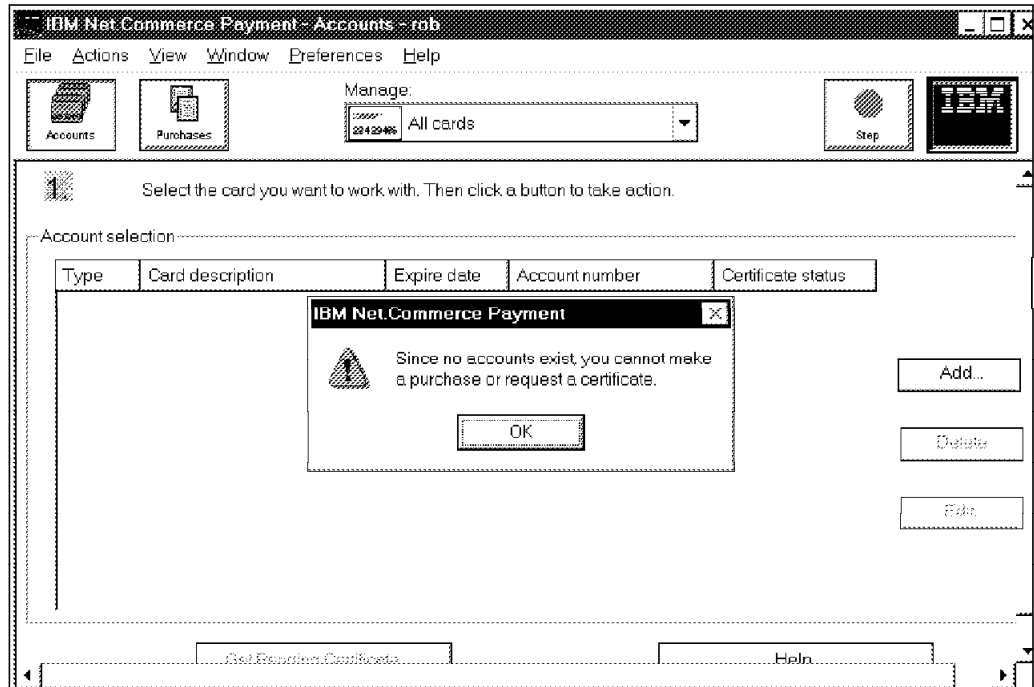 IBM Net.Commerce Payment - Accounts - rob
File Actions View Window Preferences Help
Accounts
Purchases
Manage:
All cards
Step
IBM
1.
Select the card you want to work with. Then click a button to take action.
Account selection
Type Card description Expire date Account number Certificate status
IBM Net.Commerce Payment
Since no accounts exist, you cannot make
a purchase or request a certificate.
OK
Add...
Delete
Edit...
Get Pending Certificate
Help